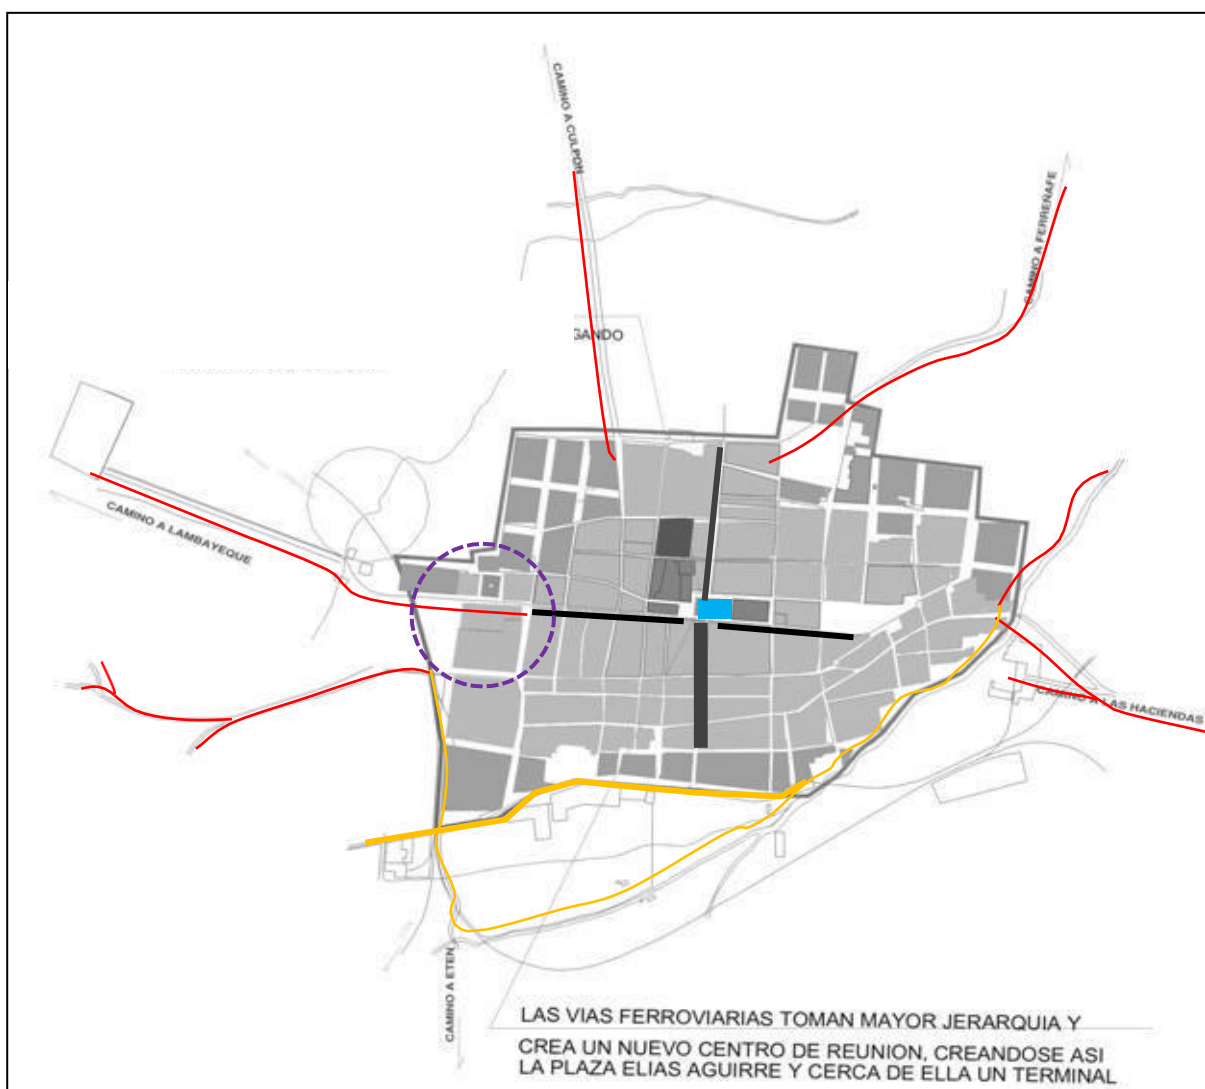 CAMINO A CULPON
CAMINO A FERREÑAFE
GANDO
CAMINO A LAMBAYEQUE
CAMINO A LAS HACIENDAS
CAMINO A ETEN
LAS VIAS FERROVIARIAS TOMAN MAYOR JERARQUIA Y
CREA UN NUEVO CENTRO DE REUNION, CREANDOSE ASI
LA PLAZA ELIAS AGUIRRE Y CERCA DE ELLA UN TERMINAL